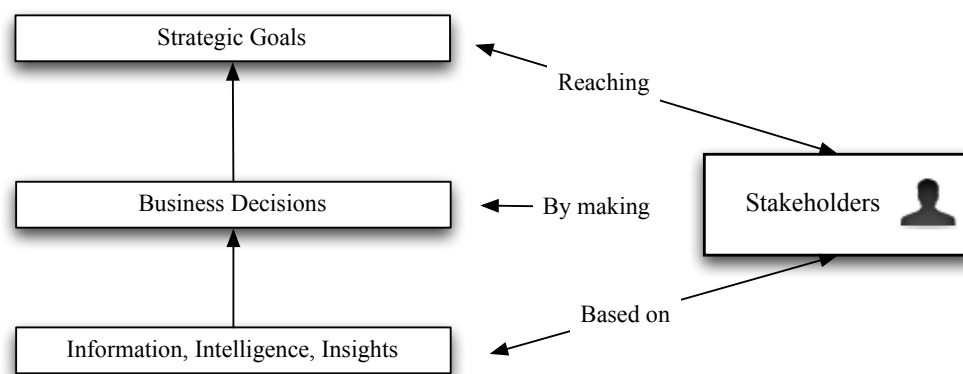 Strategic Goals
Reaching
Business Decisions
By making
Stakeholders
Based on
Information, Intelligence, Insights